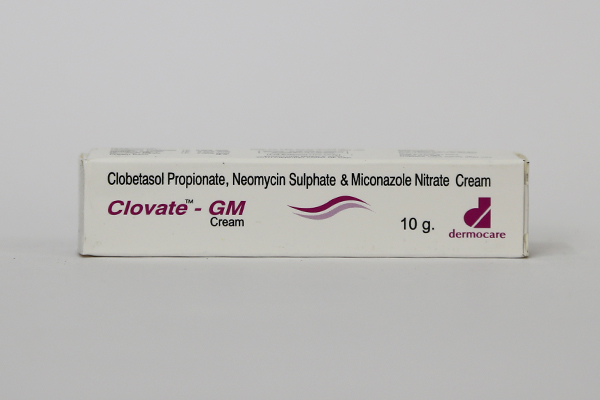 Clobetasol Propionate, Neomycin Sulphate & Miconazole Nitrate Cream
Clovate™ - GM
Cream
10 g.
dermocare